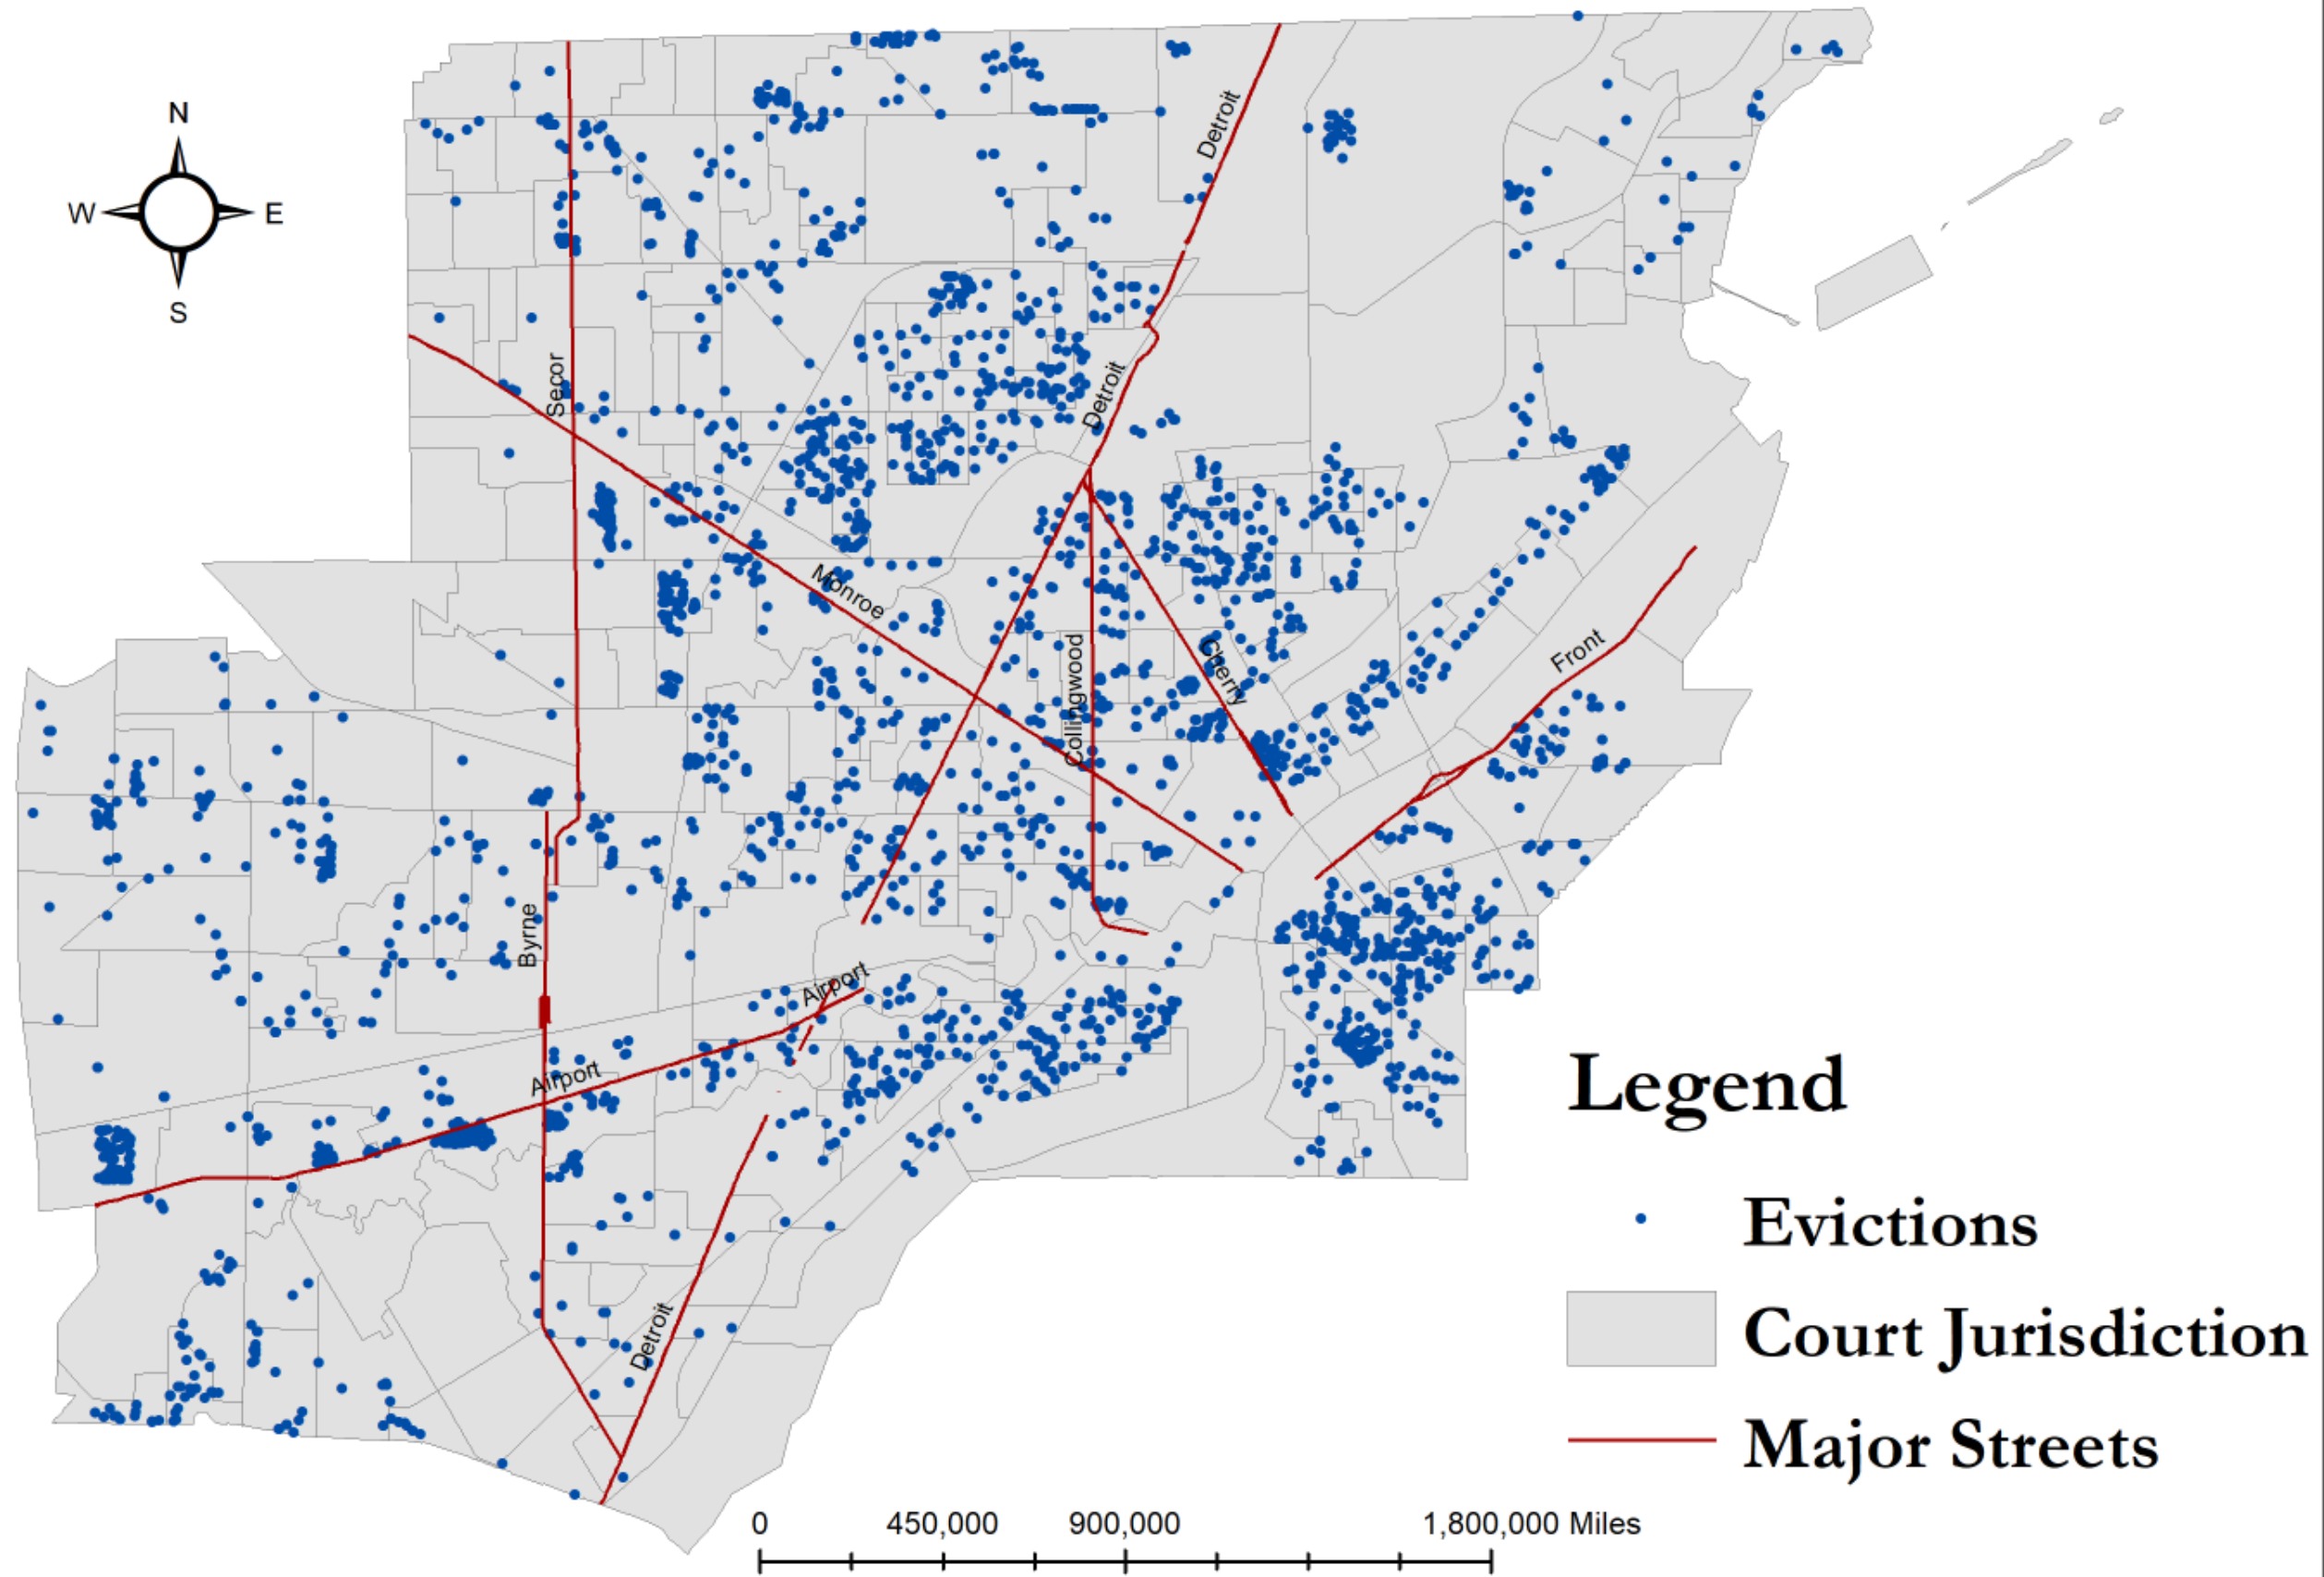 N
W E
S
Detroit
Secor
Detroit
Monroe
Collingwood
Cherry
Front
Byrne
Airport
Airport
Detroit
Legend
Evictions
Court Jurisdiction
Major Streets
0 450,000 900,000 1,800,000 Miles